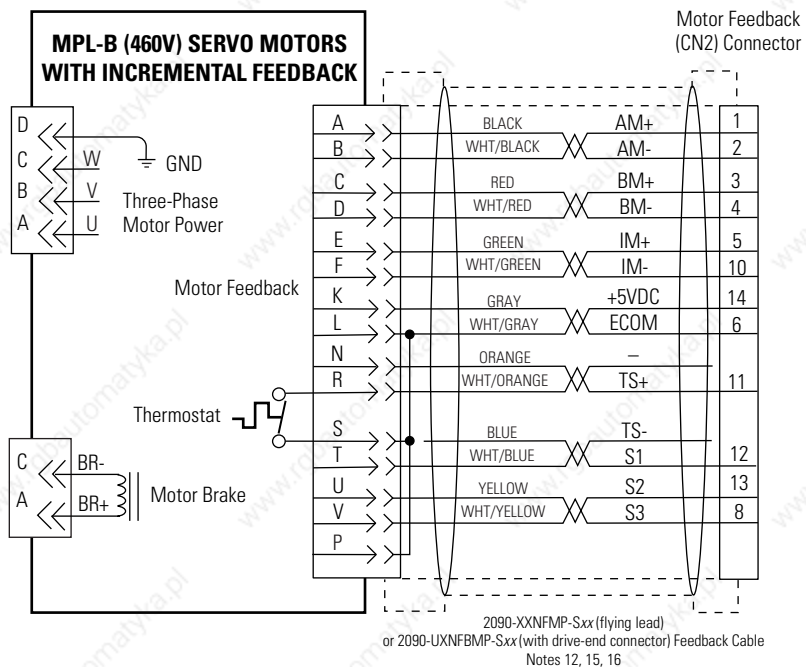 Motor Feedback
(CN2) Connector
MPL-B (460V) SERVO MOTORS
WITH INCREMENTAL FEEDBACK
D
C W
B V
A U
GND
Three-Phase
Motor Power
Motor Feedback
A BLACK AM+ 1
B WHT/BLACK AM- 2
C RED BM+ 3
D WHT/RED BM- 4
E GREEN IM+ 5
F WHT/GREEN IM- 10
K GRAY +5VDC 14
L WHT/GRAY ECOM 6
N ORANGE –
R WHT/ORANGE TS+ 11
Thermostat
S BLUE TS-
T WHT/BLUE S1 12
U YELLOW S2 13
V WHT/YELLOW S3 8
P
C BR-
A BR+
Motor Brake
2090-XXNFMP-Sxx (flying lead)
or 2090-UXNFBMP-Sxx (with drive-end connector) Feedback Cable
Notes 12, 15, 16
www.robautomatyka.pl